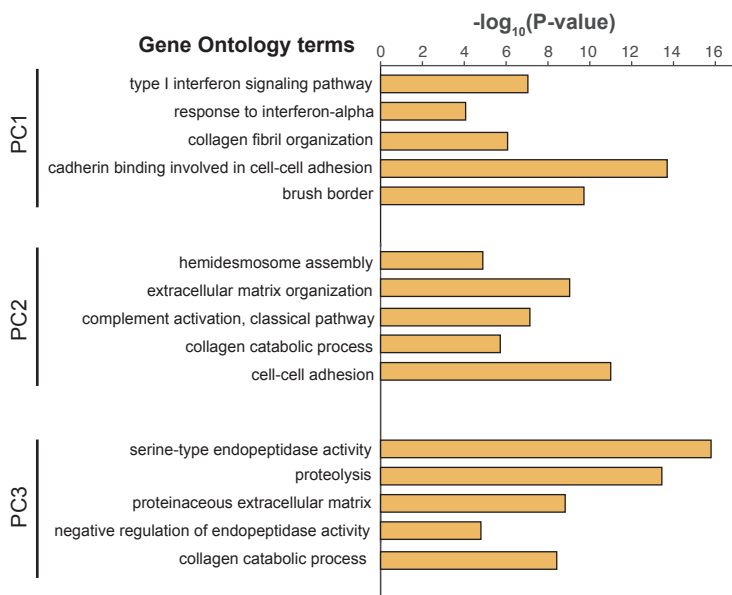 -log10(P-value)
Gene Ontology terms
0 2 4 6 8 10 12 14 16
PC1
type I interferon signaling pathway
response to interferon-alpha
collagen fibril organization
cadherin binding involved in cell-cell adhesion
brush border
PC2
hemidesmosome assembly
extracellular matrix organization
complement activation, classical pathway
collagen catabolic process
cell-cell adhesion
PC3
serine-type endopeptidase activity
proteolysis
proteinaceous extracellular matrix
negative regulation of endopeptidase activity
collagen catabolic process